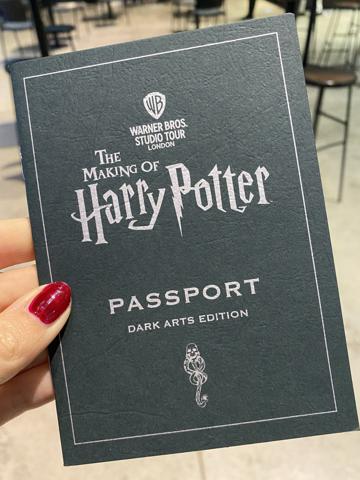 WB
WARNER BROS.
STUDIO TOUR
LONDON
THE
MAKING OF
Harry Potter
PASSPORT
DARK ARTS EDITION